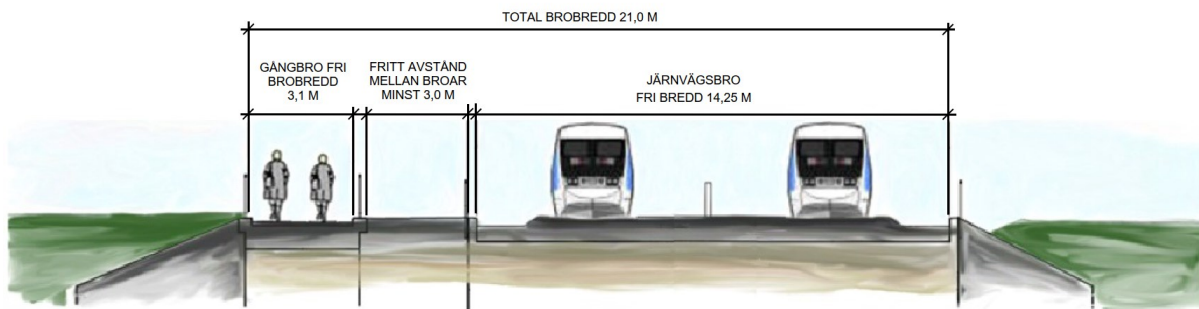 TOTAL BROBREDD 21,0 M
GÅNGBRO FRI
BROBREDD
3,1 M
FRITT AVSTÅND
MELLAN BROAR
MINST 3,0 M
JÄRNVÄGSBRO
FRI BREDD 14,25 M